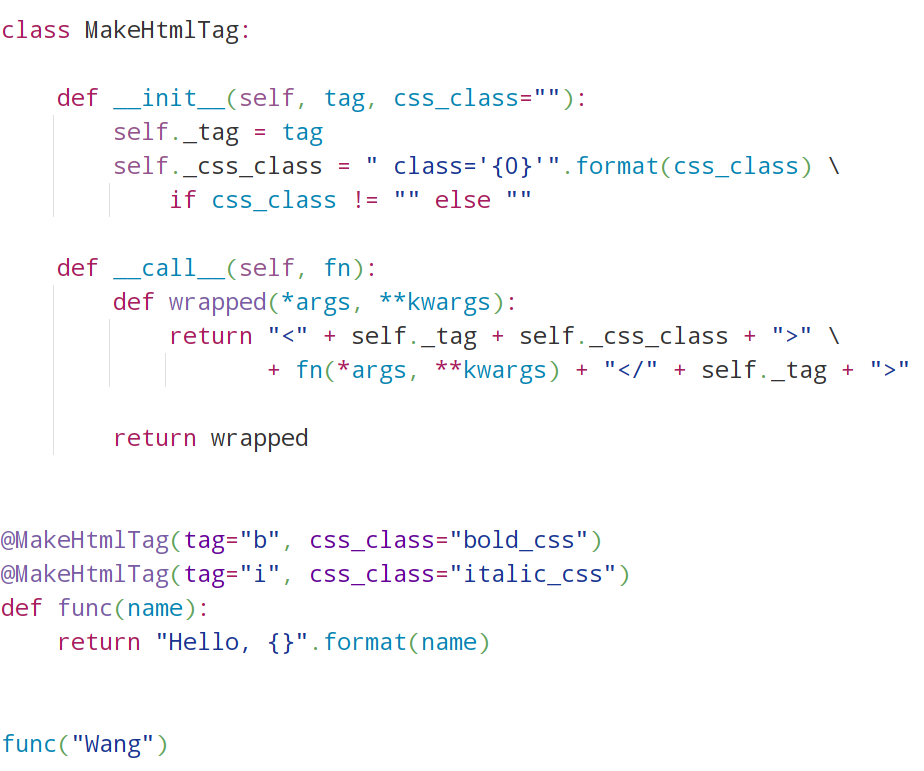 class MakeHtmlTag:
    def __init__(self, tag, css_class=""):
        self._tag = tag
        self._css_class = " class='{0}'".format(css_class) \
            if css_class != "" else ""
    def __call__(self, fn):
        def wrapped(*args, **kwargs):
            return "<" + self._tag + self._css_class + ">" \
                   + fn(*args, **kwargs) + "</" + self._tag + ">"
        return wrapped
@MakeHtmlTag(tag="b", css_class="bold_css")
@MakeHtmlTag(tag="i", css_class="italic_css")
def func(name):
    return "Hello, {}".format(name)
func("Wang")